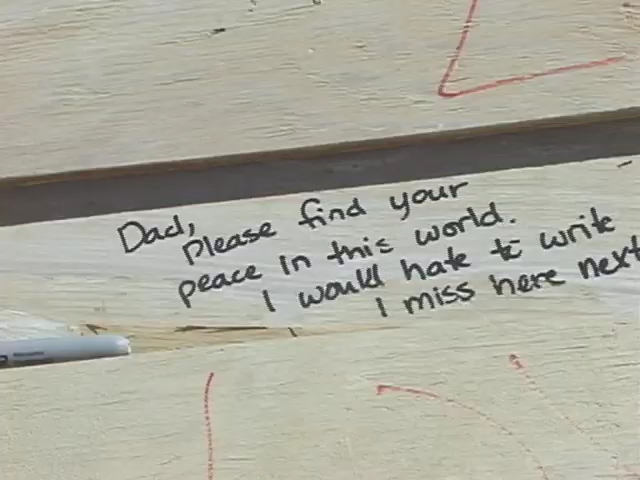 Dad,
Please find your
peace in this world.
I would hate to write
I miss here next